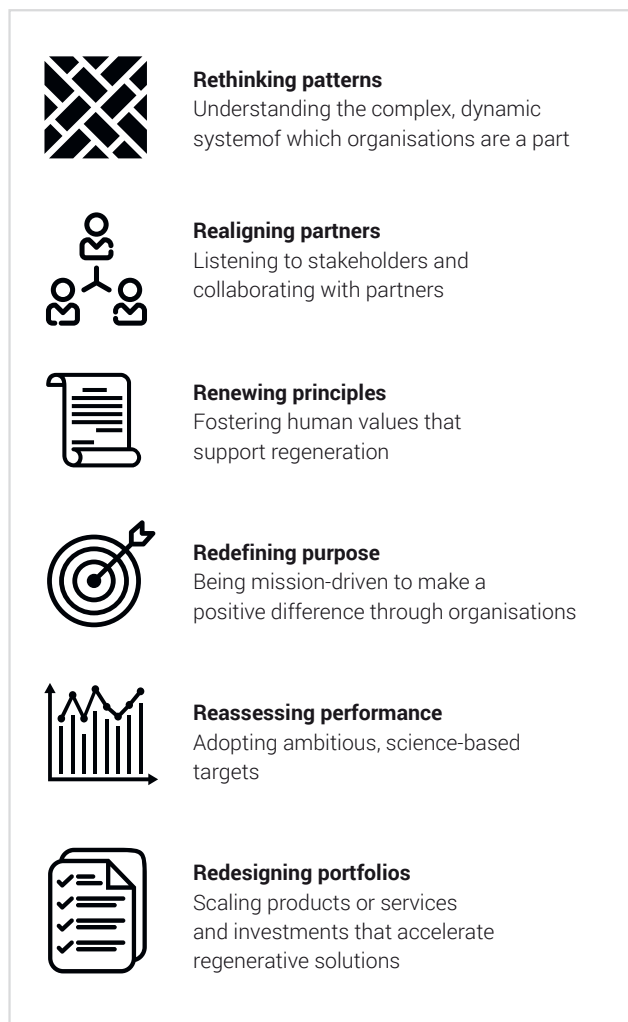 Rethinking patterns
Understanding the complex, dynamic
systemof which organisations are a part
Realigning partners
Listening to stakeholders and
collaborating with partners
Renewing principles
Fostering human values that
support regeneration
Redefining purpose
Being mission-driven to make a
positive difference through organisations
Reassessing performance
Adopting ambitious, science-based
targets
Redesigning portfolios
Scaling products or services
and investments that accelerate
regenerative solutions